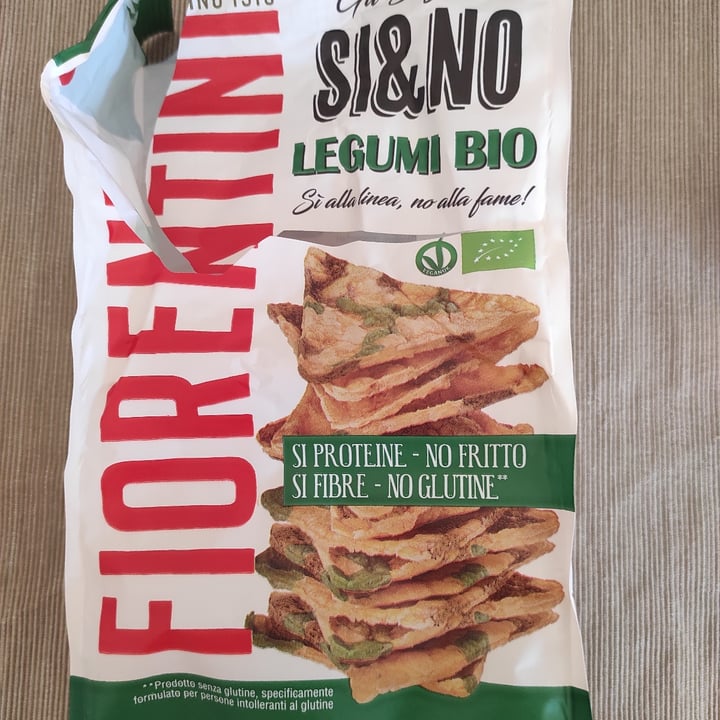 FIORENTINI
SI&NO
LEGUMI BIO
Sì alla linea, no alla fame!
VEGANOK
SI PROTEINE - NO FRITTO
SI FIBRE - NO GLUTINE**
**Prodotto senza glutine, specificamente
formulato per persone intolleranti al glutine